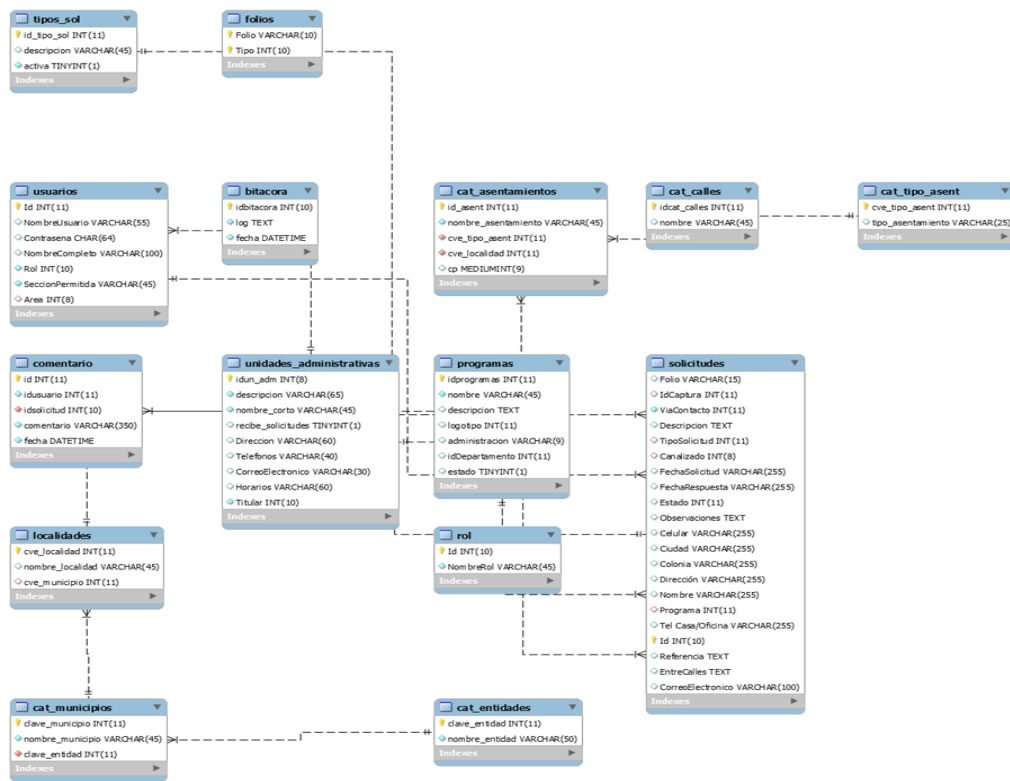 tipos_sol
id_tipo_sol INT(11)
descripcion VARCHAR(45)
activa TINYINT(1)
Indexes
folios
Folio VARCHAR(10)
Tipo INT(10)
Indexes
usuarios
Id INT(11)
NombreUsuario VARCHAR(55)
Contrasena CHAR(64)
NombreCompleto VARCHAR(100)
Rol INT(10)
SeccionPermitida VARCHAR(45)
Area INT(8)
Indexes
bitacora
idbitacora INT(10)
log TEXT
fecha DATETIME
Indexes
cat_asentamientos
id_asent INT(11)
nombre_asentamiento VARCHAR(45)
cve_tipo_asent INT(11)
cve_localidad INT(11)
cp MEDIUMINT(9)
Indexes
cat_calles
idcat_calles INT(11)
nombre VARCHAR(45)
Indexes
cat_tipo_asent
cve_tipo_asent INT(11)
tipo_asentamiento VARCHAR(25)
Indexes
comentario
id INT(11)
idusuario INT(11)
idsolicitud INT(10)
comentario VARCHAR(350)
fecha DATETIME
Indexes
unidades_administrativas
idun_adm INT(8)
descripcion VARCHAR(65)
nombre_corto VARCHAR(45)
recibe_solicitudes TINYINT(1)
Direccion VARCHAR(60)
Telefonos VARCHAR(40)
CorreoElectronico VARCHAR(30)
Horarios VARCHAR(60)
Titular INT(10)
Indexes
programas
idprogramas INT(11)
nombre VARCHAR(45)
descripcion TEXT
logotipo INT(11)
administracion VARCHAR(9)
idDepartamento INT(11)
estado TINYINT(1)
Indexes
solicitudes
Folio VARCHAR(15)
IdCaptura INT(11)
ViaContacto INT(11)
Descripcion TEXT
TipoSolicitud INT(11)
Canalizado INT(8)
FechaSolicitud VARCHAR(255)
FechaRespuesta VARCHAR(255)
Estado INT(11)
Observaciones TEXT
Celular VARCHAR(255)
Ciudad VARCHAR(255)
Colonia VARCHAR(255)
Dirección VARCHAR(255)
Nombre VARCHAR(255)
Programa INT(11)
Tel Casa/Oficina VARCHAR(255)
Id INT(10)
Referencia TEXT
EntreCalles TEXT
CorreoElectronico VARCHAR(100)
Indexes
localidades
cve_localidad INT(11)
nombre_localidad VARCHAR(45)
cve_municipio INT(11)
Indexes
rol
Id INT(10)
NombreRol VARCHAR(45)
Indexes
cat_municipios
clave_municipio INT(11)
nombre_municipio VARCHAR(45)
clave_entidad INT(11)
Indexes
cat_entidades
clave_entidad INT(11)
nombre_entidad VARCHAR(50)
Indexes